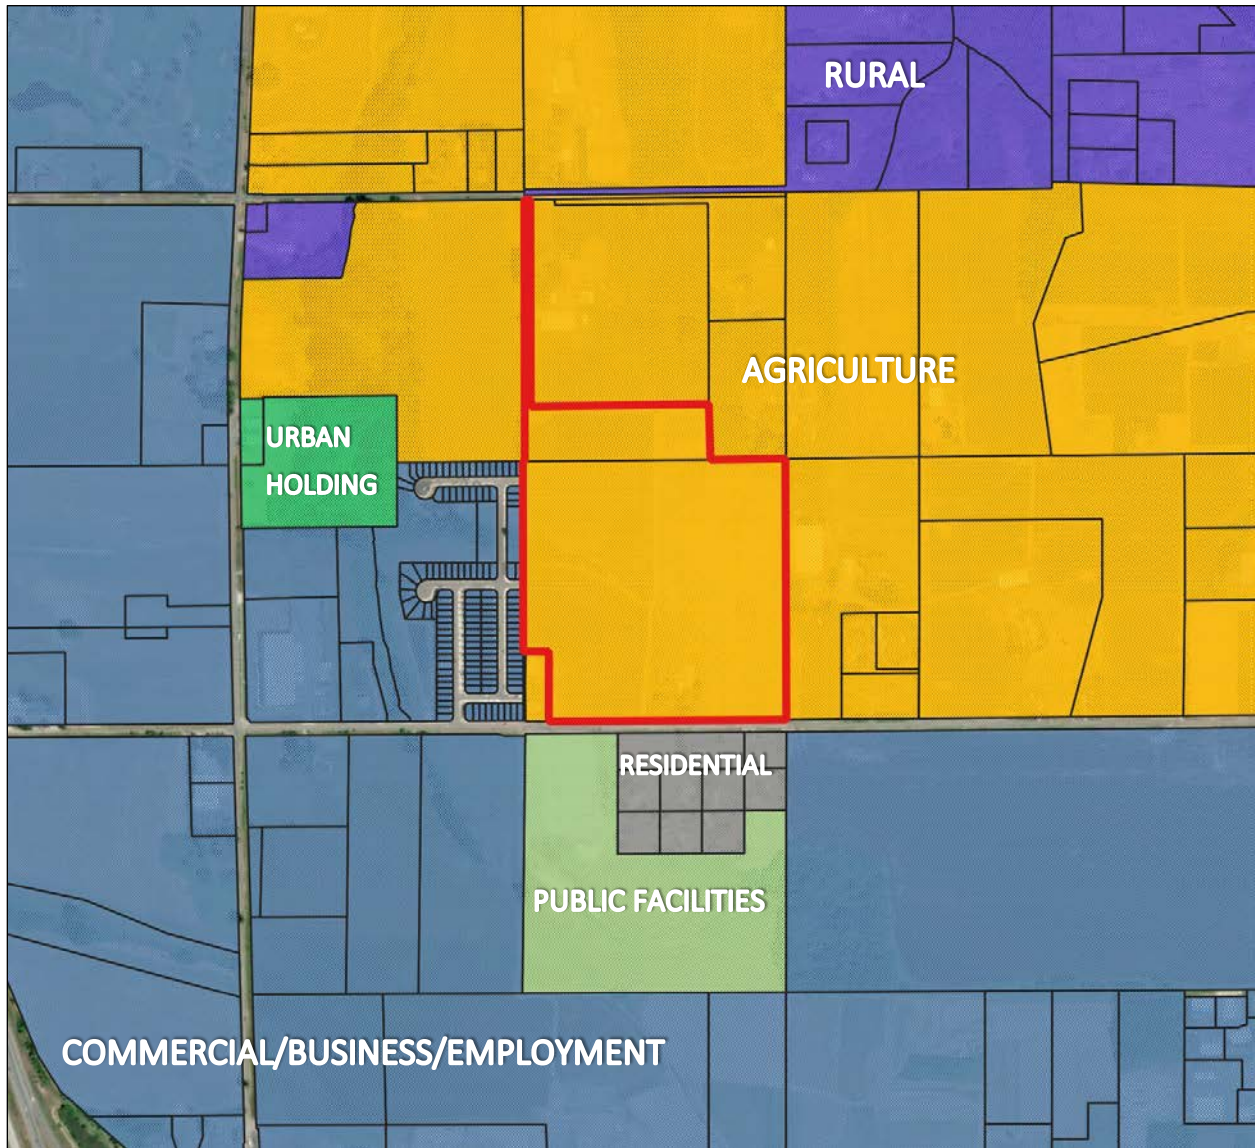 RURAL
AGRICULTURE
URBAN
HOLDING
RESIDENTIAL
PUBLIC FACILITIES
COMMERCIAL/BUSINESS/EMPLOYMENT